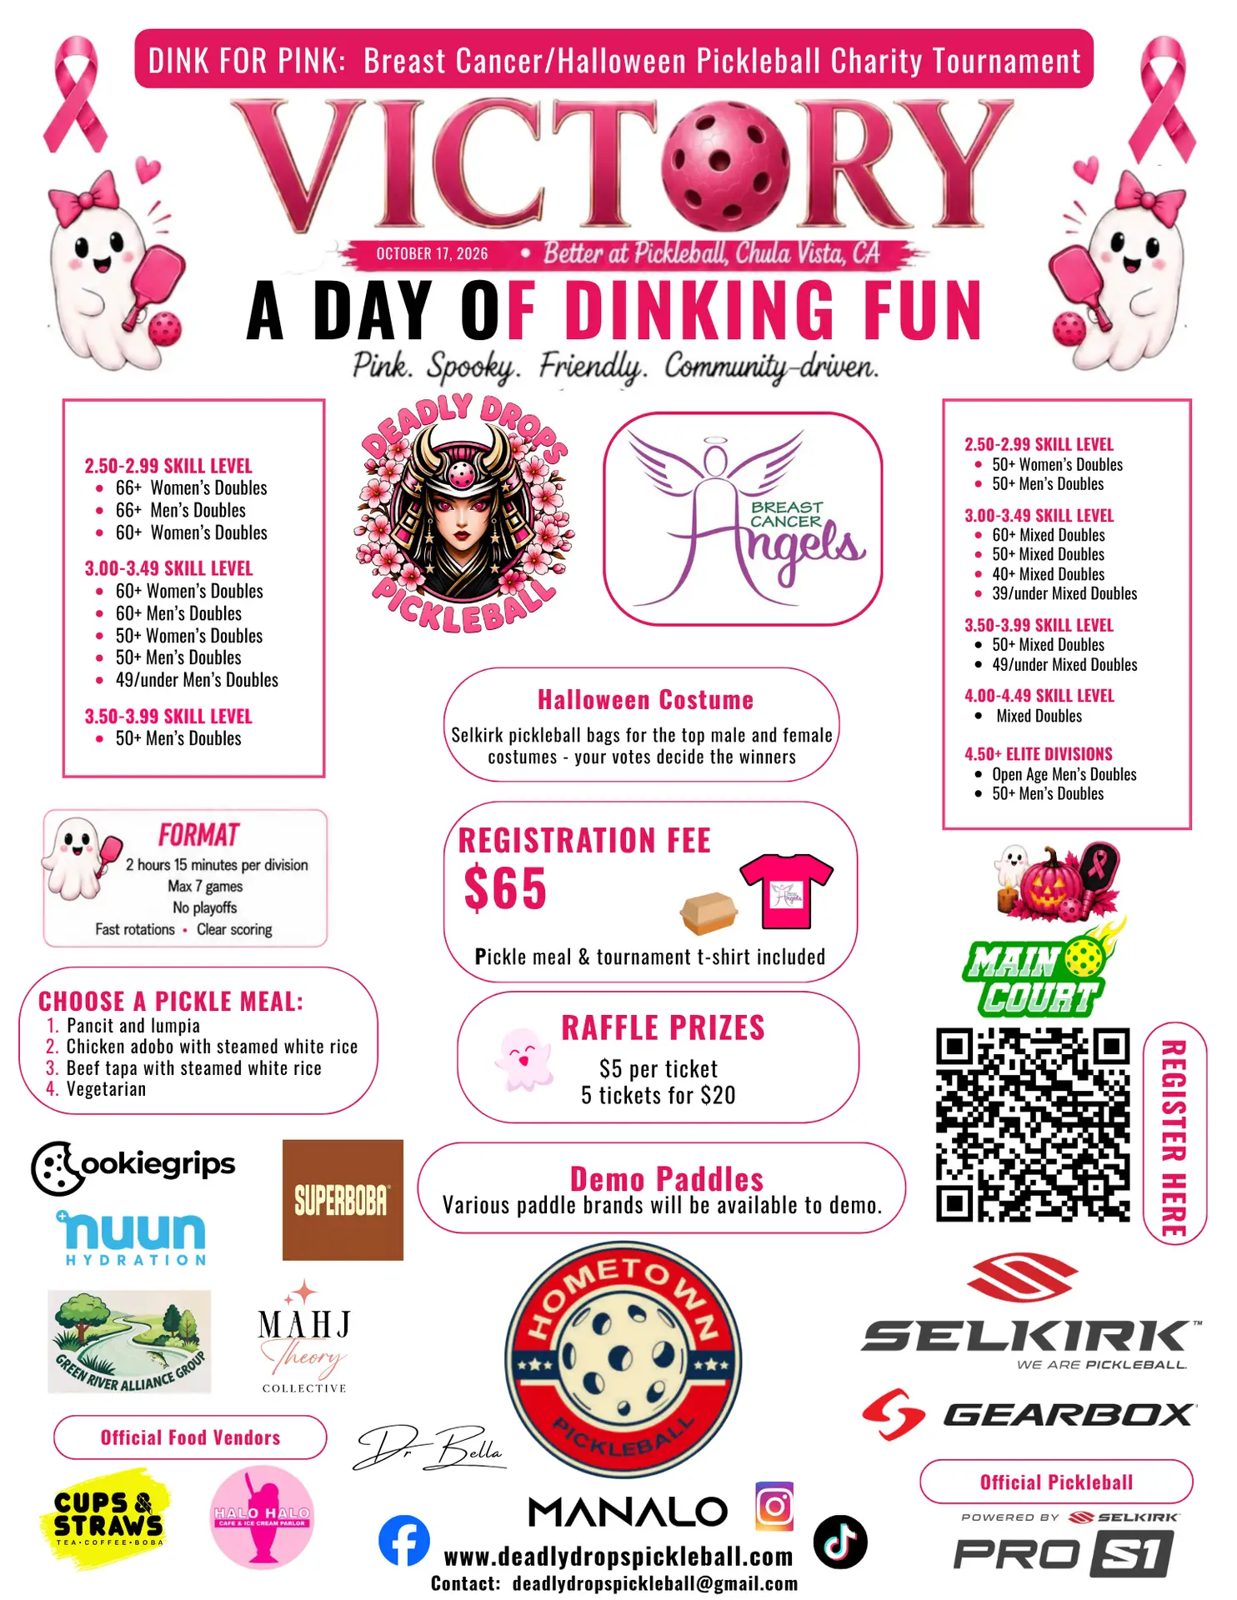 DINK FOR PINK: Breast Cancer/Halloween Pickleball Charity Tournament
VICTORY
OCTOBER 17, 2026 • Better at Pickleball, Chula Vista, CA
A DAY OF DINKING FUN
Pink. Spooky. Friendly. Community-driven.
2.50-2.99 SKILL LEVEL
• 66+ Women's Doubles
• 66+ Men's Doubles
• 60+ Women's Doubles
3.00-3.49 SKILL LEVEL
• 60+ Women's Doubles
• 60+ Men's Doubles
• 50+ Women's Doubles
• 50+ Men's Doubles
• 49/under Men's Doubles
3.50-3.99 SKILL LEVEL
• 50+ Men's Doubles
DEADLY DROPS
PICKLEBALL
BREAST
CANCER
Angels
2.50-2.99 SKILL LEVEL
• 50+ Women's Doubles
• 50+ Men's Doubles
3.00-3.49 SKILL LEVEL
• 60+ Mixed Doubles
• 50+ Mixed Doubles
• 40+ Mixed Doubles
• 39/under Mixed Doubles
3.50-3.99 SKILL LEVEL
• 50+ Mixed Doubles
• 49/under Mixed Doubles
4.00-4.49 SKILL LEVEL
• Mixed Doubles
4.50+ ELITE DIVISIONS
• Open Age Men's Doubles
• 50+ Men's Doubles
Halloween Costume
Selkirk pickleball bags for the top male and female
costumes - your votes decide the winners
FORMAT
2 hours 15 minutes per division
Max 7 games
No playoffs
Fast rotations • Clear scoring
REGISTRATION FEE
$65
Angels
Pickle meal & tournament t-shirt included
CHOOSE A PICKLE MEAL:
1. Pancit and lumpia
2. Chicken adobo with steamed white rice
3. Beef tapa with steamed white rice
4. Vegetarian
RAFFLE PRIZES
$5 per ticket
5 tickets for $20
MAIN
COURT
REGISTER HERE
Demo Paddles
Various paddle brands will be available to demo.
ookiegrips
SUPERBOBA
nuun
HYDRATION
GREEN RIVER ALLIANCE GROUP
MAHJ
Theory
COLLECTIVE
HOMETOWN
PICKLEBALL
SELKIRK™
WE ARE PICKLEBALL.
GEARBOX
Official Food Vendors
CUPS &
STRAWS
TEA•COFFEE•BOBA
HALO HALO
CAFE & ICE CREAM PARLOR
Dr Bella
MANALO
www.deadlydropspickleball.com
Contact: deadlydropspickleball@gmail.com
Official Pickleball
POWERED BY SELKIRK
PRO S1